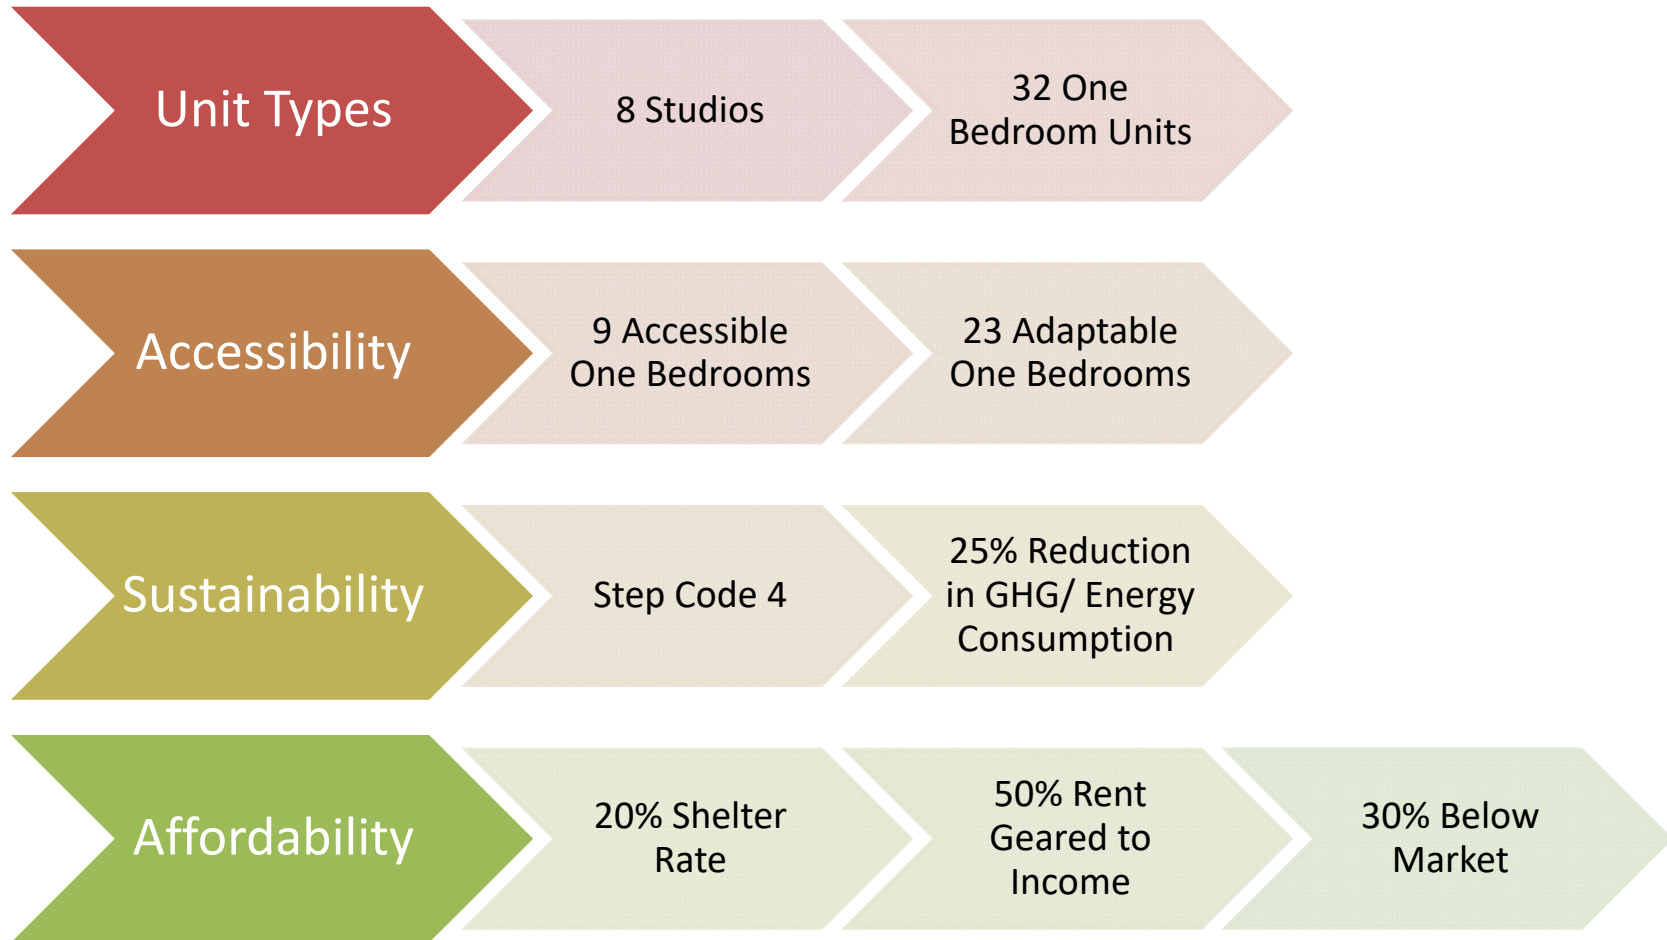 Unit Types
8 Studios
32 One
Bedroom Units
Accessibility
9 Accessible
One Bedrooms
23 Adaptable
One Bedrooms
Sustainability
Step Code 4
25% Reduction
in GHG/ Energy
Consumption
Affordability
20% Shelter
Rate
50% Rent
Geared to
Income
30% Below
Market